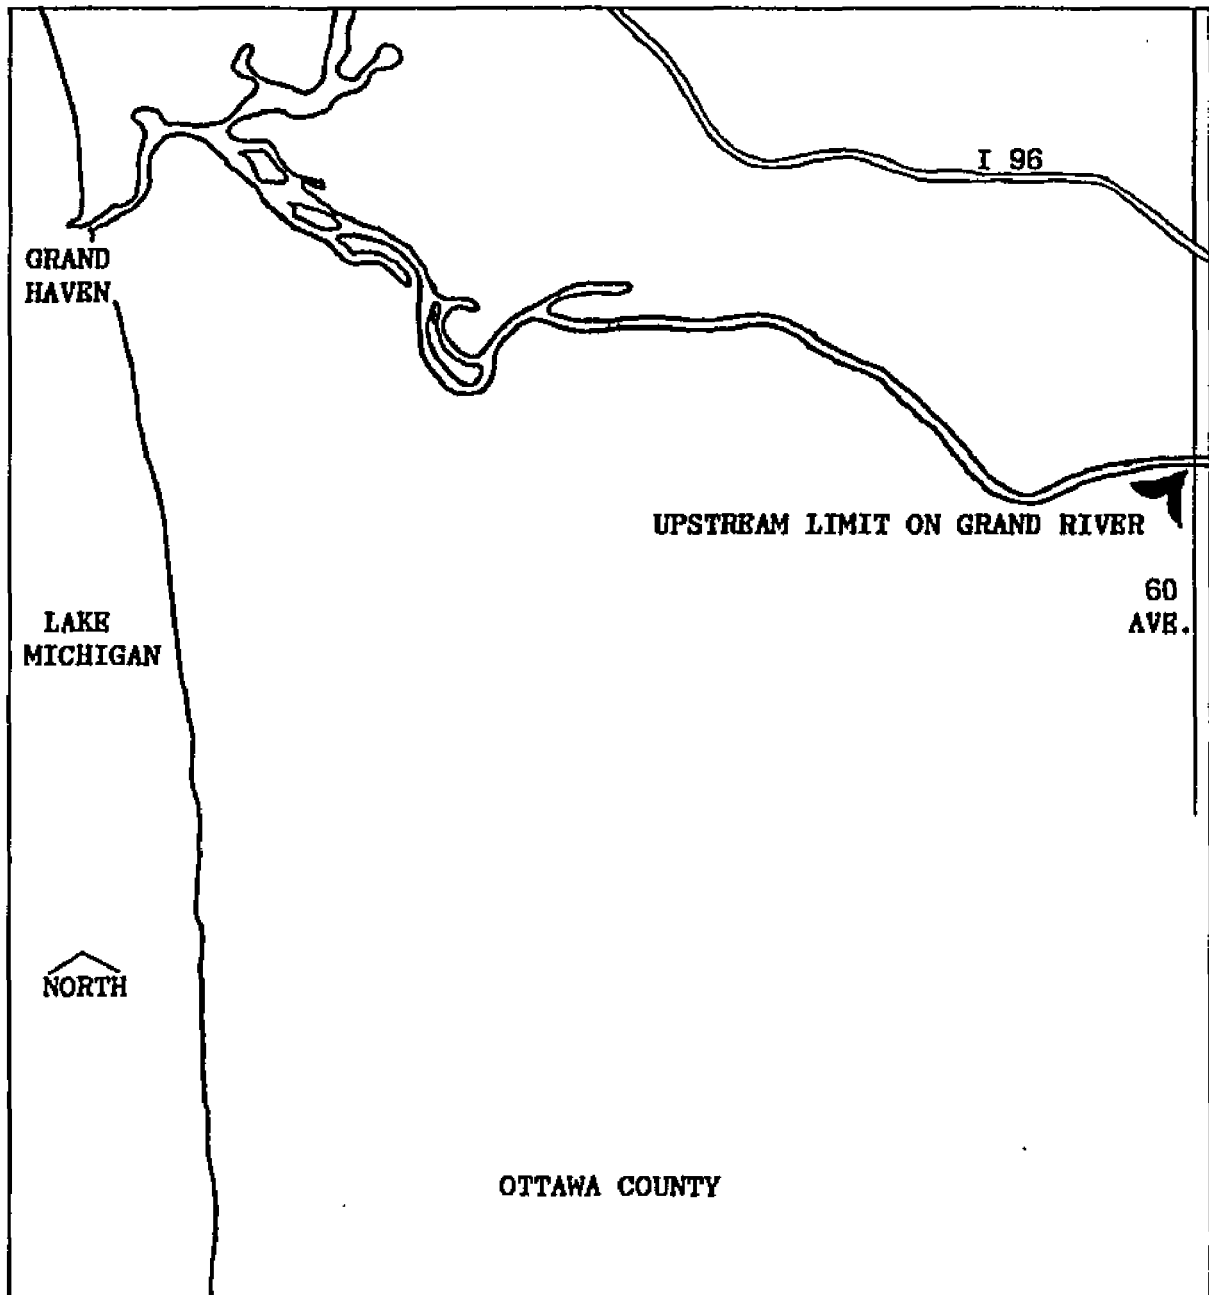 I 96
GRAND
HAVEN
UPSTREAM LIMIT ON GRAND RIVER
60
AVE.
LAKE
MICHIGAN
NORTH
OTTAWA COUNTY